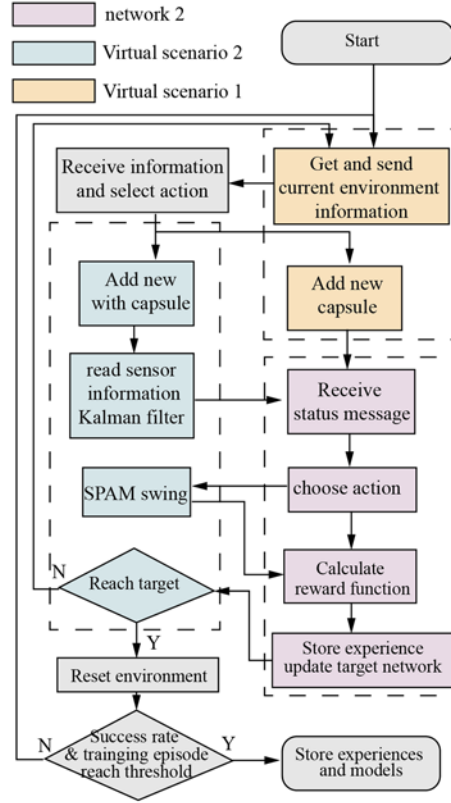 network 2
Virtual scenario 2
Virtual scenario 1
Start
Receive information
and select action
Get and send
current environment
information
Add new
with capsule
Add new
capsule
read sensor
information
Kalman filter
Receive
status message
SPAM swing
choose action
Calculate
reward function
N
Reach target
Y
Store experience
update target network
Reset environment
N
Success rate
& trainging episode
reach threshold
Y
Store experiences
and models